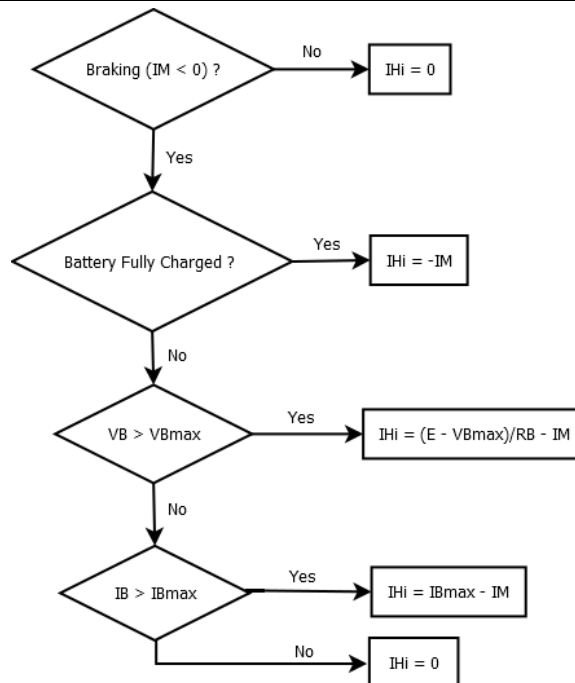 Braking (IM < 0) ?
No
IHi = 0
Yes
Battery Fully Charged ?
Yes
IHi = -IM
No
VB > VBmax
Yes
IHi = (E - VBmax)/RB - IM
No
IB > IBmax
Yes
IHi = IBmax - IM
No
IHi = 0